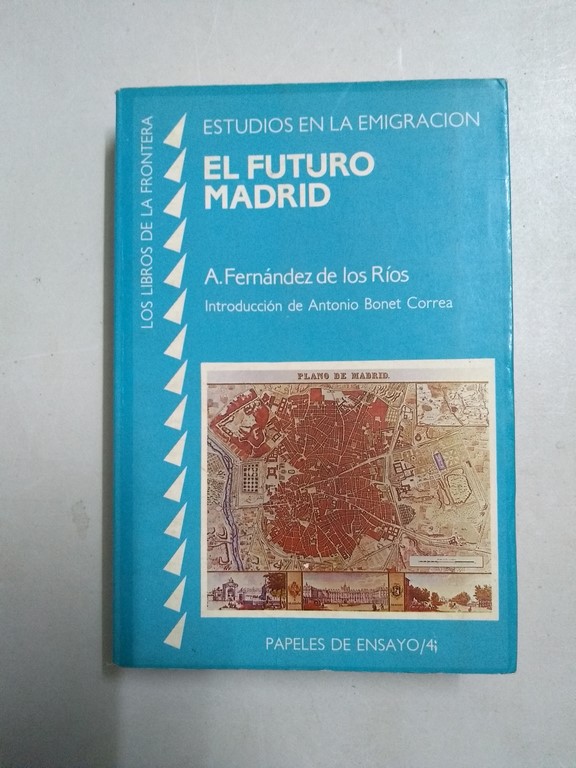 LOS LIBROS DE LA FRONTERA
ESTUDIOS EN LA EMIGRACION
EL FUTURO
MADRID
A. Fernández de los Ríos
Introducción de Antonio Bonet Correa
PLANO DE MADRID.
PAPELES DE ENSAYO/4;